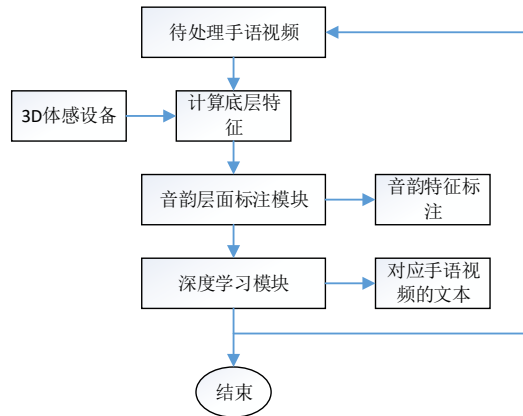 待处理手语视频
3D体感设备
计算底层特
征
音韵层面标注模块
音韵特征标
注
深度学习模块
对应手语视
频的文本
结束